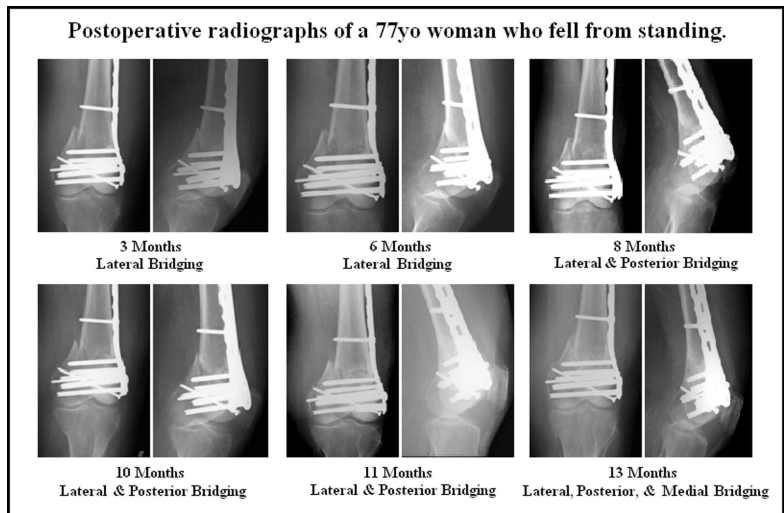 Postoperative radiographs of a 77yo woman who fell from standing.
3 Months
Lateral Bridging
6 Months
Lateral Bridging
8 Months
Lateral & Posterior Bridging
10 Months
Lateral & Posterior Bridging
11 Months
Lateral & Posterior Bridging
13 Months
Lateral, Posterior, & Medial Bridging